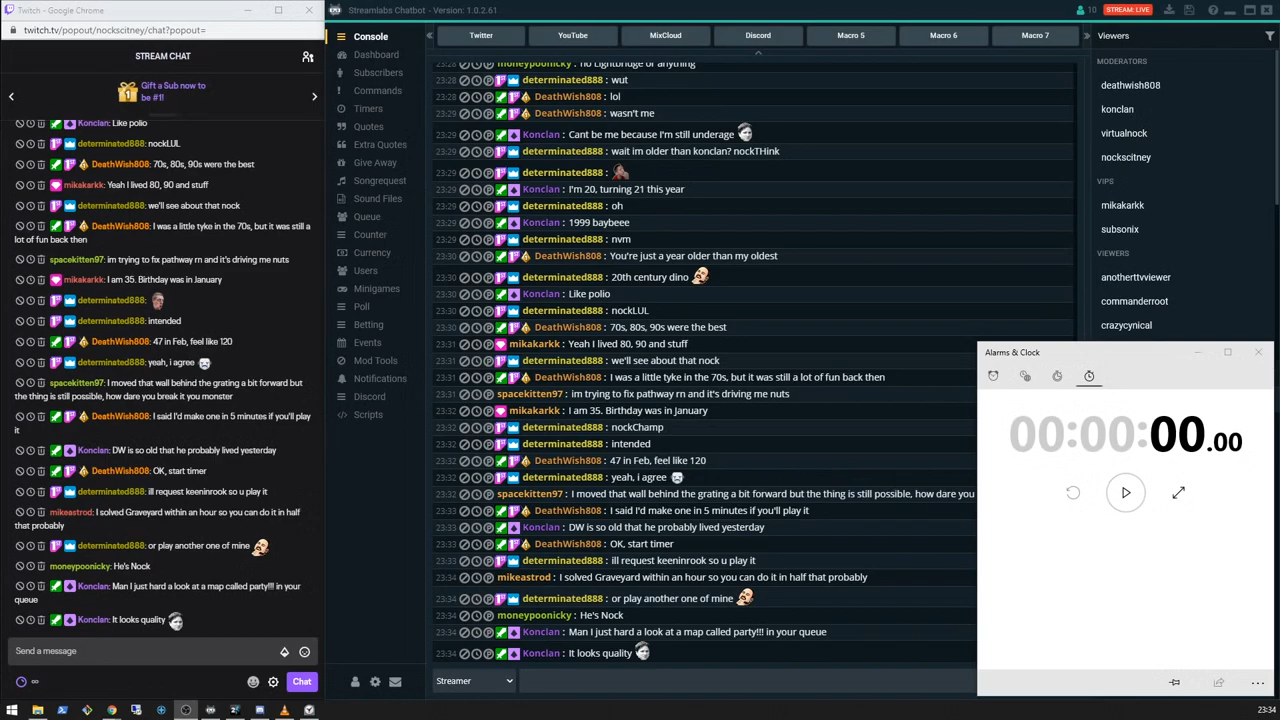 Twitch - Google Chrome
twitch.tv/popout/nockscitney/chat?popout=
STREAM CHAT
Gift a Sub now to
be #1!
Konclan: Like polio
determinated888: nockLUL
DeathWish808: 70s, 80s, 90s were the best
mikakarkk: Yeah I lived 80, 90 and stuff
determinated888: we'll see about that nock
DeathWish808: I was a little tyke in the 70s, but it was still a
lot of fun back then
spacekitten97: im trying to fix pathway rn and it's driving me nuts
mikakarkk: I am 35. Birthday was in January
determinated888:
determinated888: intended
DeathWish808: 47 in Feb, feel like 120
determinated888: yeah, i agree
spacekitten97: I moved that wall behind the grating a bit forward but
the thing is still possible, how dare you break it you monster
DeathWish808: I said I'd make one in 5 minutes if you'll play
it
Konclan: DW is so old that he probably lived yesterday
DeathWish808: OK, start timer
determinated888: ill request keeninrook so u play it
mikeastrod: I solved Graveyard within an hour so you can do it in half
that probably
determinated888: or play another one of mine
moneypoonicky: He's Nock
Konclan: Man I just hard a look at a map called party!!! in your
queue
Konclan: It looks quality
Send a message
Chat
Streamlabs Chatbot - Version: 1.0.2.61
10
STREAM: LIVE
Console
Dashboard
Subscribers
Commands
Timers
Quotes
Extra Quotes
Give Away
Songrequest
Sound Files
Queue
Counter
Currency
Users
Minigames
Poll
Betting
Events
Mod Tools
Notifications
Discord
Scripts
Twitter
YouTube
MixCloud
Discord
Macro 5
Macro 6
Macro 7
23:28 moneypoonicky: no Lightbridge or anything
23:28 determinated888 : wut
23:28 DeathWish808 : lol
23:29 DeathWish808 : wasn't me
23:29 Konclan : Cant be me because I'm still underage
23:29 determinated888 : wait im older than konclan? nockTHink
23:29 determinated888 :
23:29 Konclan : I'm 20, turning 21 this year
23:29 determinated888 : oh
23:29 Konclan : 1999 baybeee
23:29 determinated888 : nvm
23:29 DeathWish808 : You're just a year older than my oldest
23:30 determinated888 : 20th century dino
23:30 Konclan : Like polio
23:30 determinated888 : nockLUL
23:30 DeathWish808 : 70s, 80s, 90s were the best
23:31 mikakarkk : Yeah I lived 80, 90 and stuff
23:31 determinated888 : we'll see about that nock
23:31 DeathWish808 : I was a little tyke in the 70s, but it was still a lot of fun back then
23:31 spacekitten97 : im trying to fix pathway rn and it's driving me nuts
23:32 mikakarkk : I am 35. Birthday was in January
23:32 determinated888 : nockChamp
23:32 determinated888 : intended
23:32 DeathWish808 : 47 in Feb, feel like 120
23:32 determinated888 : yeah, i agree
23:32 spacekitten97 : I moved that wall behind the grating a bit forward but the thing is still possible, how dare you
23:32 DeathWish808 : I said I'd make one in 5 minutes if you'll play it
23:33 Konclan : DW is so old that he probably lived yesterday
23:33 DeathWish808 : OK, start timer
23:33 determinated888 : ill request keeninrook so u play it
23:34 mikeastrod : I solved Graveyard within an hour so you can do it in half that probably
23:34 determinated888 : or play another one of mine
23:34 moneypoonicky : He's Nock
23:34 Konclan : Man I just hard a look at a map called party!!! in your queue
23:34 Konclan : It looks quality
Streamer
Viewers
MODERATORS
deathwish808
konclan
virtualnock
nockscitney
VIPS
mikakarkk
subsonix
VIEWERS
anotherttvviewer
commanderroot
crazycynical
Alarms & Clock
00:00:00.00
23:34